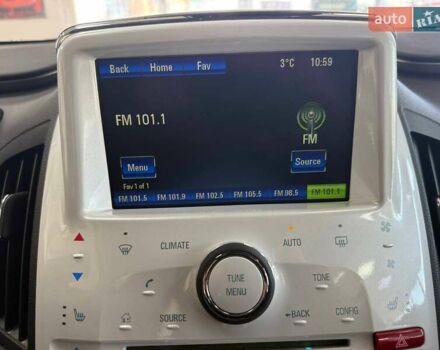 auto RIA
Back Home Fav 3°C 10:59
FM 101.1
FM
Menu Source
Fav 1 of 1
FM 101.5 FM 101.9 FM 102.5 FM 105.5 FM 96.5 FM 101.1
CLIMATE AUTO
TUNE TONE
MENU
SOURCE BACK CONFIG